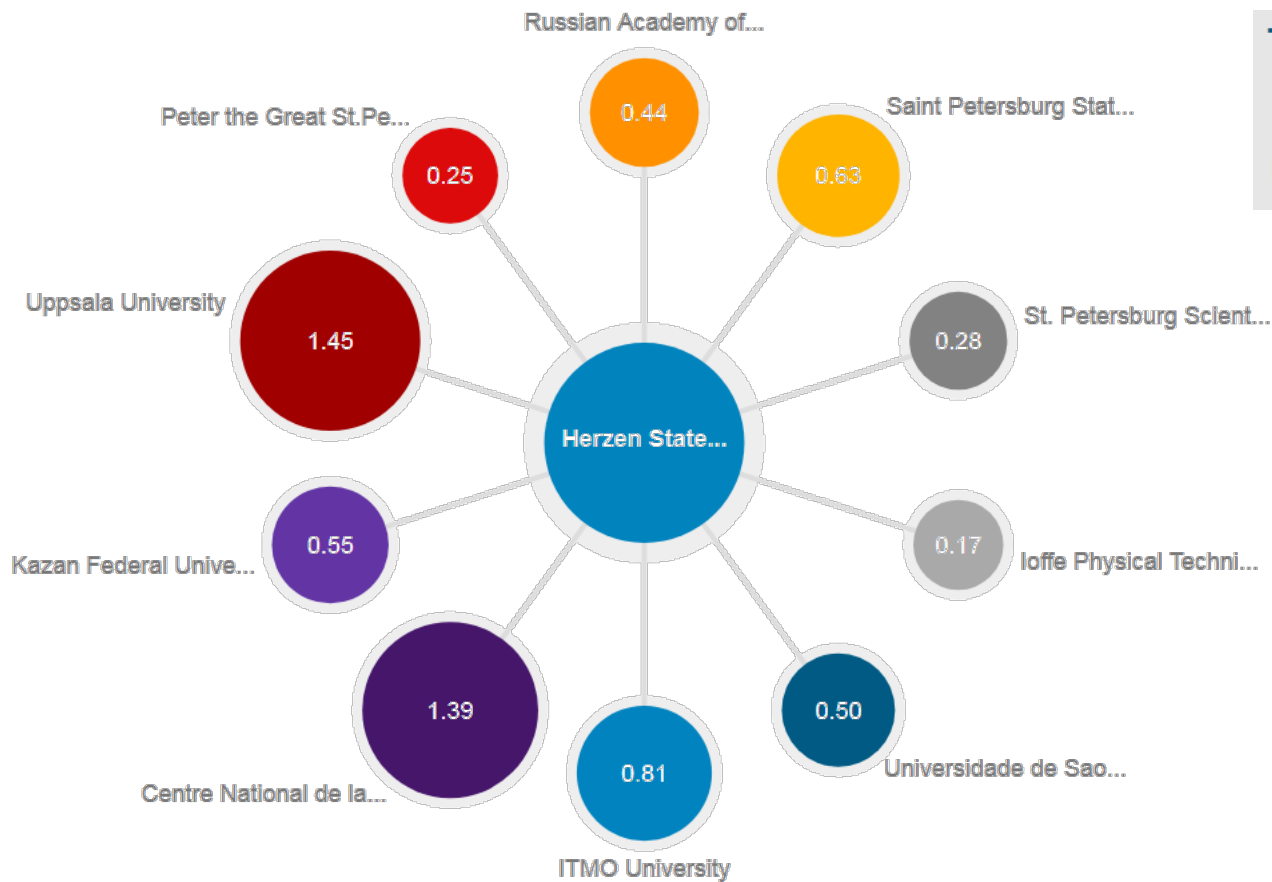 Russian Academy of...
0.44
Saint Petersburg Stat...
0.63
Peter the Great St.Pe...
0.25
Uppsala University
1.45
St. Petersburg Scient...
0.28
Herzen State...
Kazan Federal Unive...
0.55
Ioffe Physical Techni...
0.17
Centre National de la...
1.39
ITMO University
0.81
Universidade de Sao...
0.50